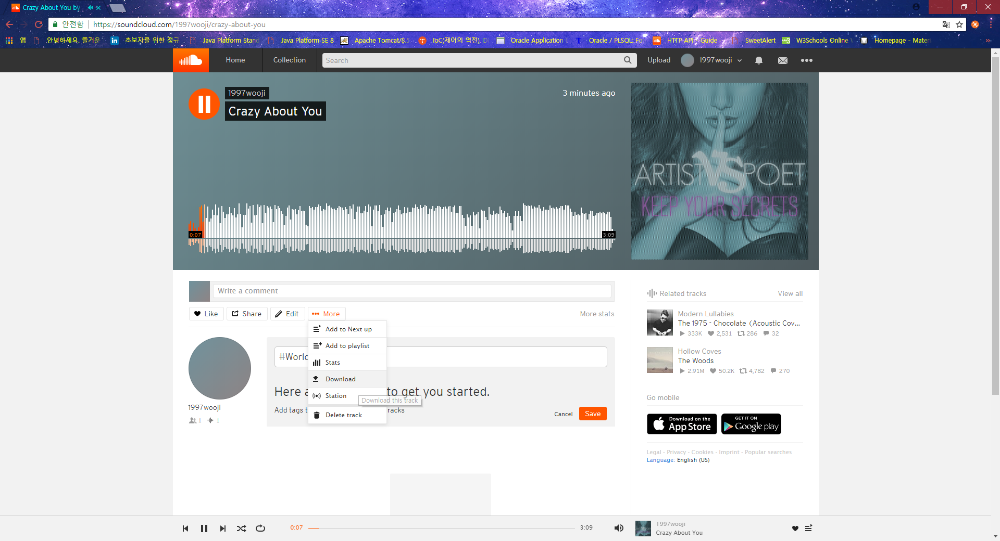 Crazy About You by
안전함 https://soundcloud.com/1997wooji/crazy-about-you
앱 안녕하세요. 즐거운 초보자를 위한 정규 Java Platform Stand Java Platform SE 8 Apache Tomcat/8.5 IoC(제어의 역전), D Oracle Application Oracle / PLSQL: HTTP API - Guide SweetAlert W3Schools Online Homepage - Mater
Home Collection Search Upload 1997wooji
1997wooji
3 minutes ago
Crazy About You
ARTIST VS POET
KEEP YOUR SECRETS
0:07
3:09
Write a comment
Like Share Edit More
More stats
Add to Next up
Add to playlist
Stats
Download
Station
Delete track
Download this track
#World
Here a to get you started.
Add tags t racks
Cancel Save
1997wooji
1 1
Related tracks View all
Modern Lullabies
The 1975 - Chocolate (Acoustic Cov...
333K 2,531 286 32
Hollow Coves
The Woods
2.91M 50.2K 4,782 270
Go mobile
Download on the
App Store
GET IT ON
Google play
Legal - Privacy - Cookies - Imprint - Popular searches
Language: English (US)
0:07 3:09
1997wooji
Crazy About You